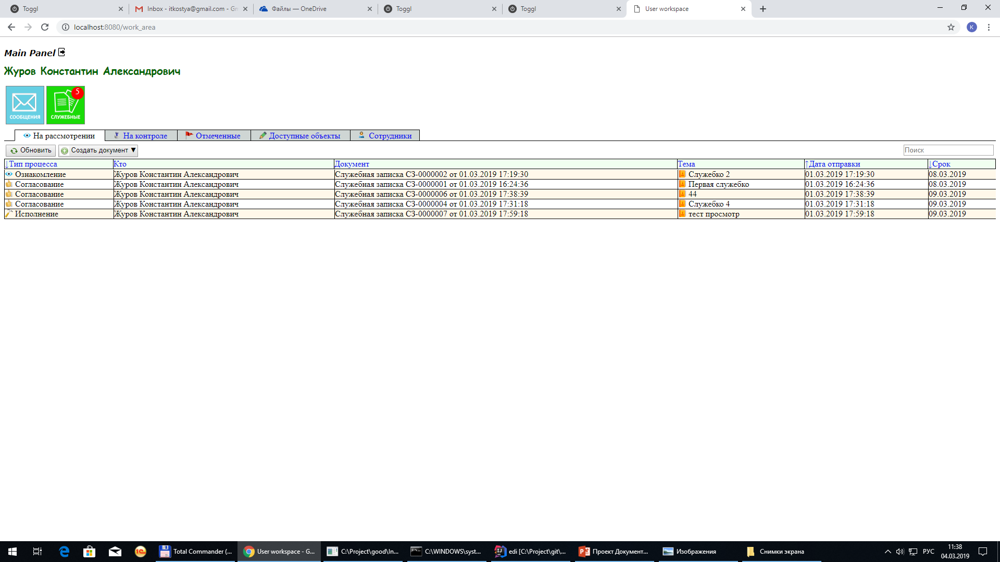 Toggl Inbox - itkostya@gmail.com - Gn Файлы — OneDrive Toggl Toggl User workspace
localhost:8080/work_area K
Main Panel
Журов Константин Александрович
5
СООБЩЕНИЯ СЛУЖЕБНЫЕ
На рассмотрении На контроле Отмеченные Доступные объекты Сотрудники
Обновить Создать документ ▼ Поиск
↓Тип процесса Кто Документ Тема ↑Дата отправки ↓Срок
Ознакомление Журов Константин Александрович Служебная записка СЗ-0000002 от 01.03.2019 17:19:30 Служебко 2 01.03.2019 17:19:30 08.03.2019
Согласование Журов Константин Александрович Служебная записка СЗ-0000001 от 01.03.2019 16:24:36 Первая служебко 01.03.2019 16:24:36 08.03.2019
Согласование Журов Константин Александрович Служебная записка СЗ-0000006 от 01.03.2019 17:38:39 44 01.03.2019 17:38:39 09.03.2019
Согласование Журов Константин Александрович Служебная записка СЗ-0000004 от 01.03.2019 17:31:18 Служебко 4 01.03.2019 17:31:18 09.03.2019
Исполнение Журов Константин Александрович Служебная записка СЗ-0000007 от 01.03.2019 17:59:18 тест просмотр 01.03.2019 17:59:18 09.03.2019
Total Commander (... User workspace - G... C:\Project\good\In... C:\WINDOWS\syst... edi [C:\Project\git\... Проект Документ... Изображения Снимки экрана РУС 11:38
04.03.2019